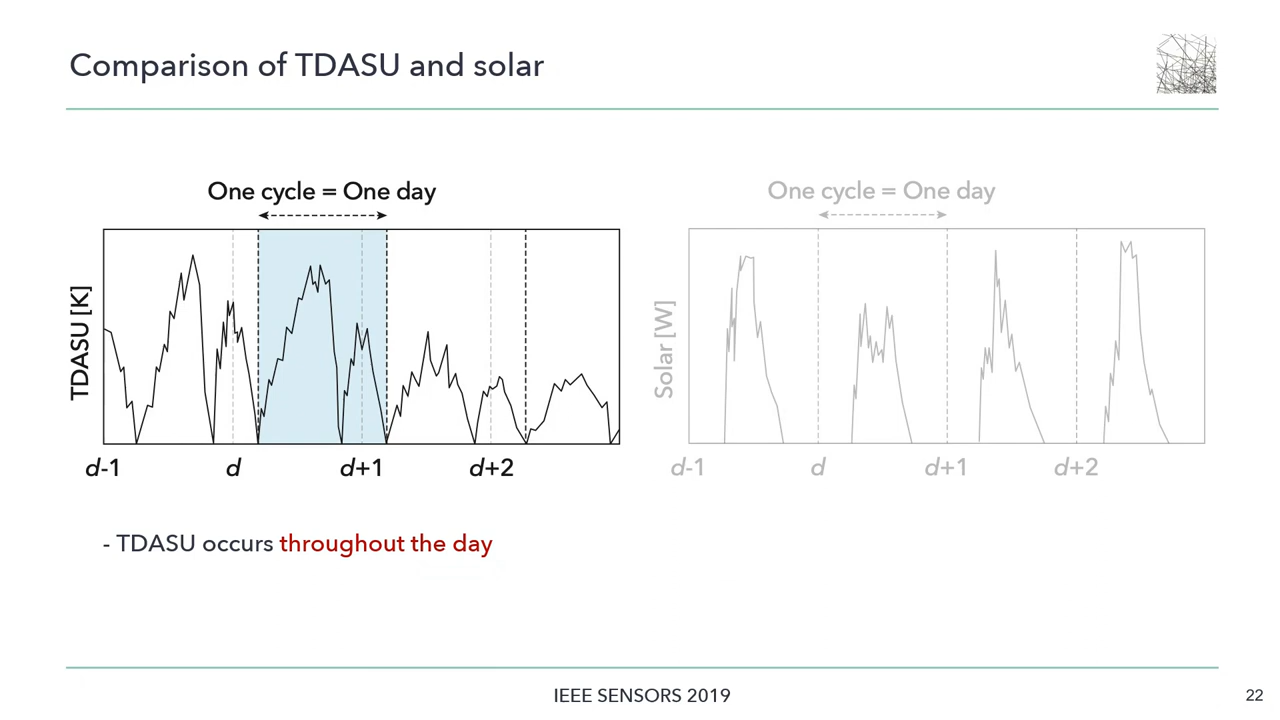 Comparison of TDASU and solar
One cycle = One day
TDASU [K]
d-1
d
d+1
d+2
One cycle = One day
Solar [W]
d-1
d
d+1
d+2
- TDASU occurs throughout the day
IEEE SENSORS 2019
22